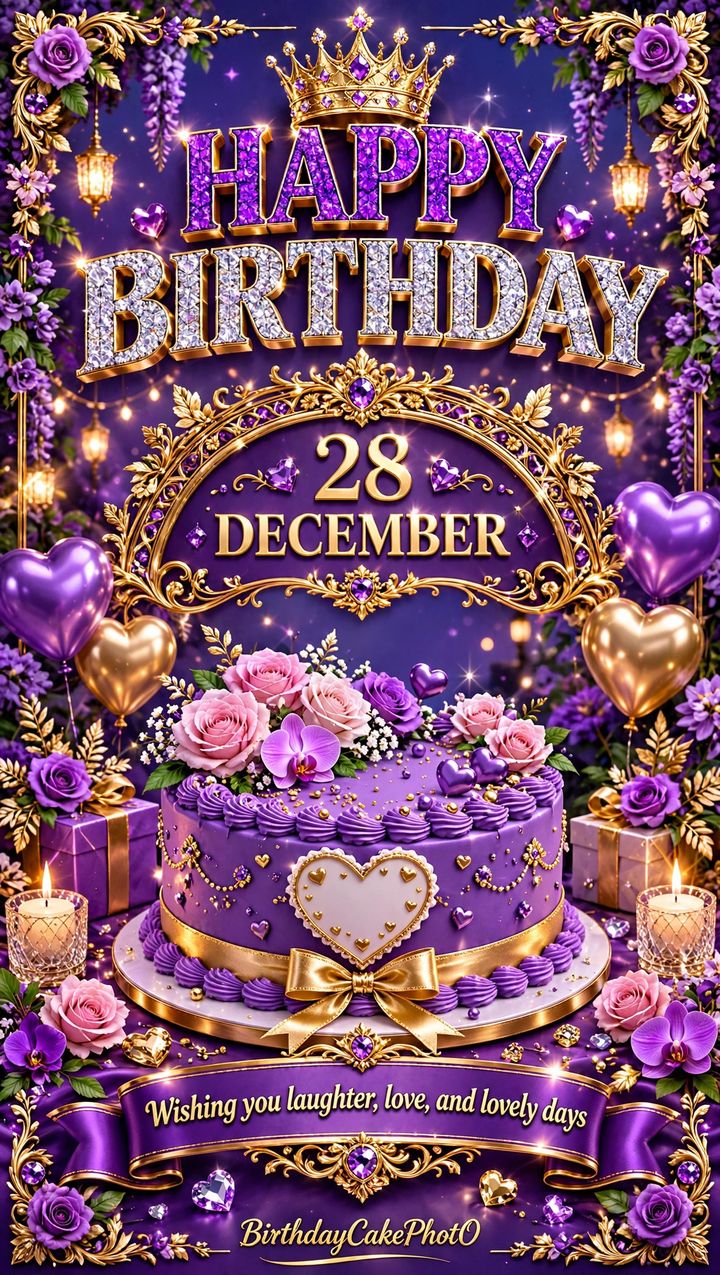 HAPPY
BIRTHDAY
28
DECEMBER
Wishing you laughter, love, and lovely days
BirthdayCakePhotO